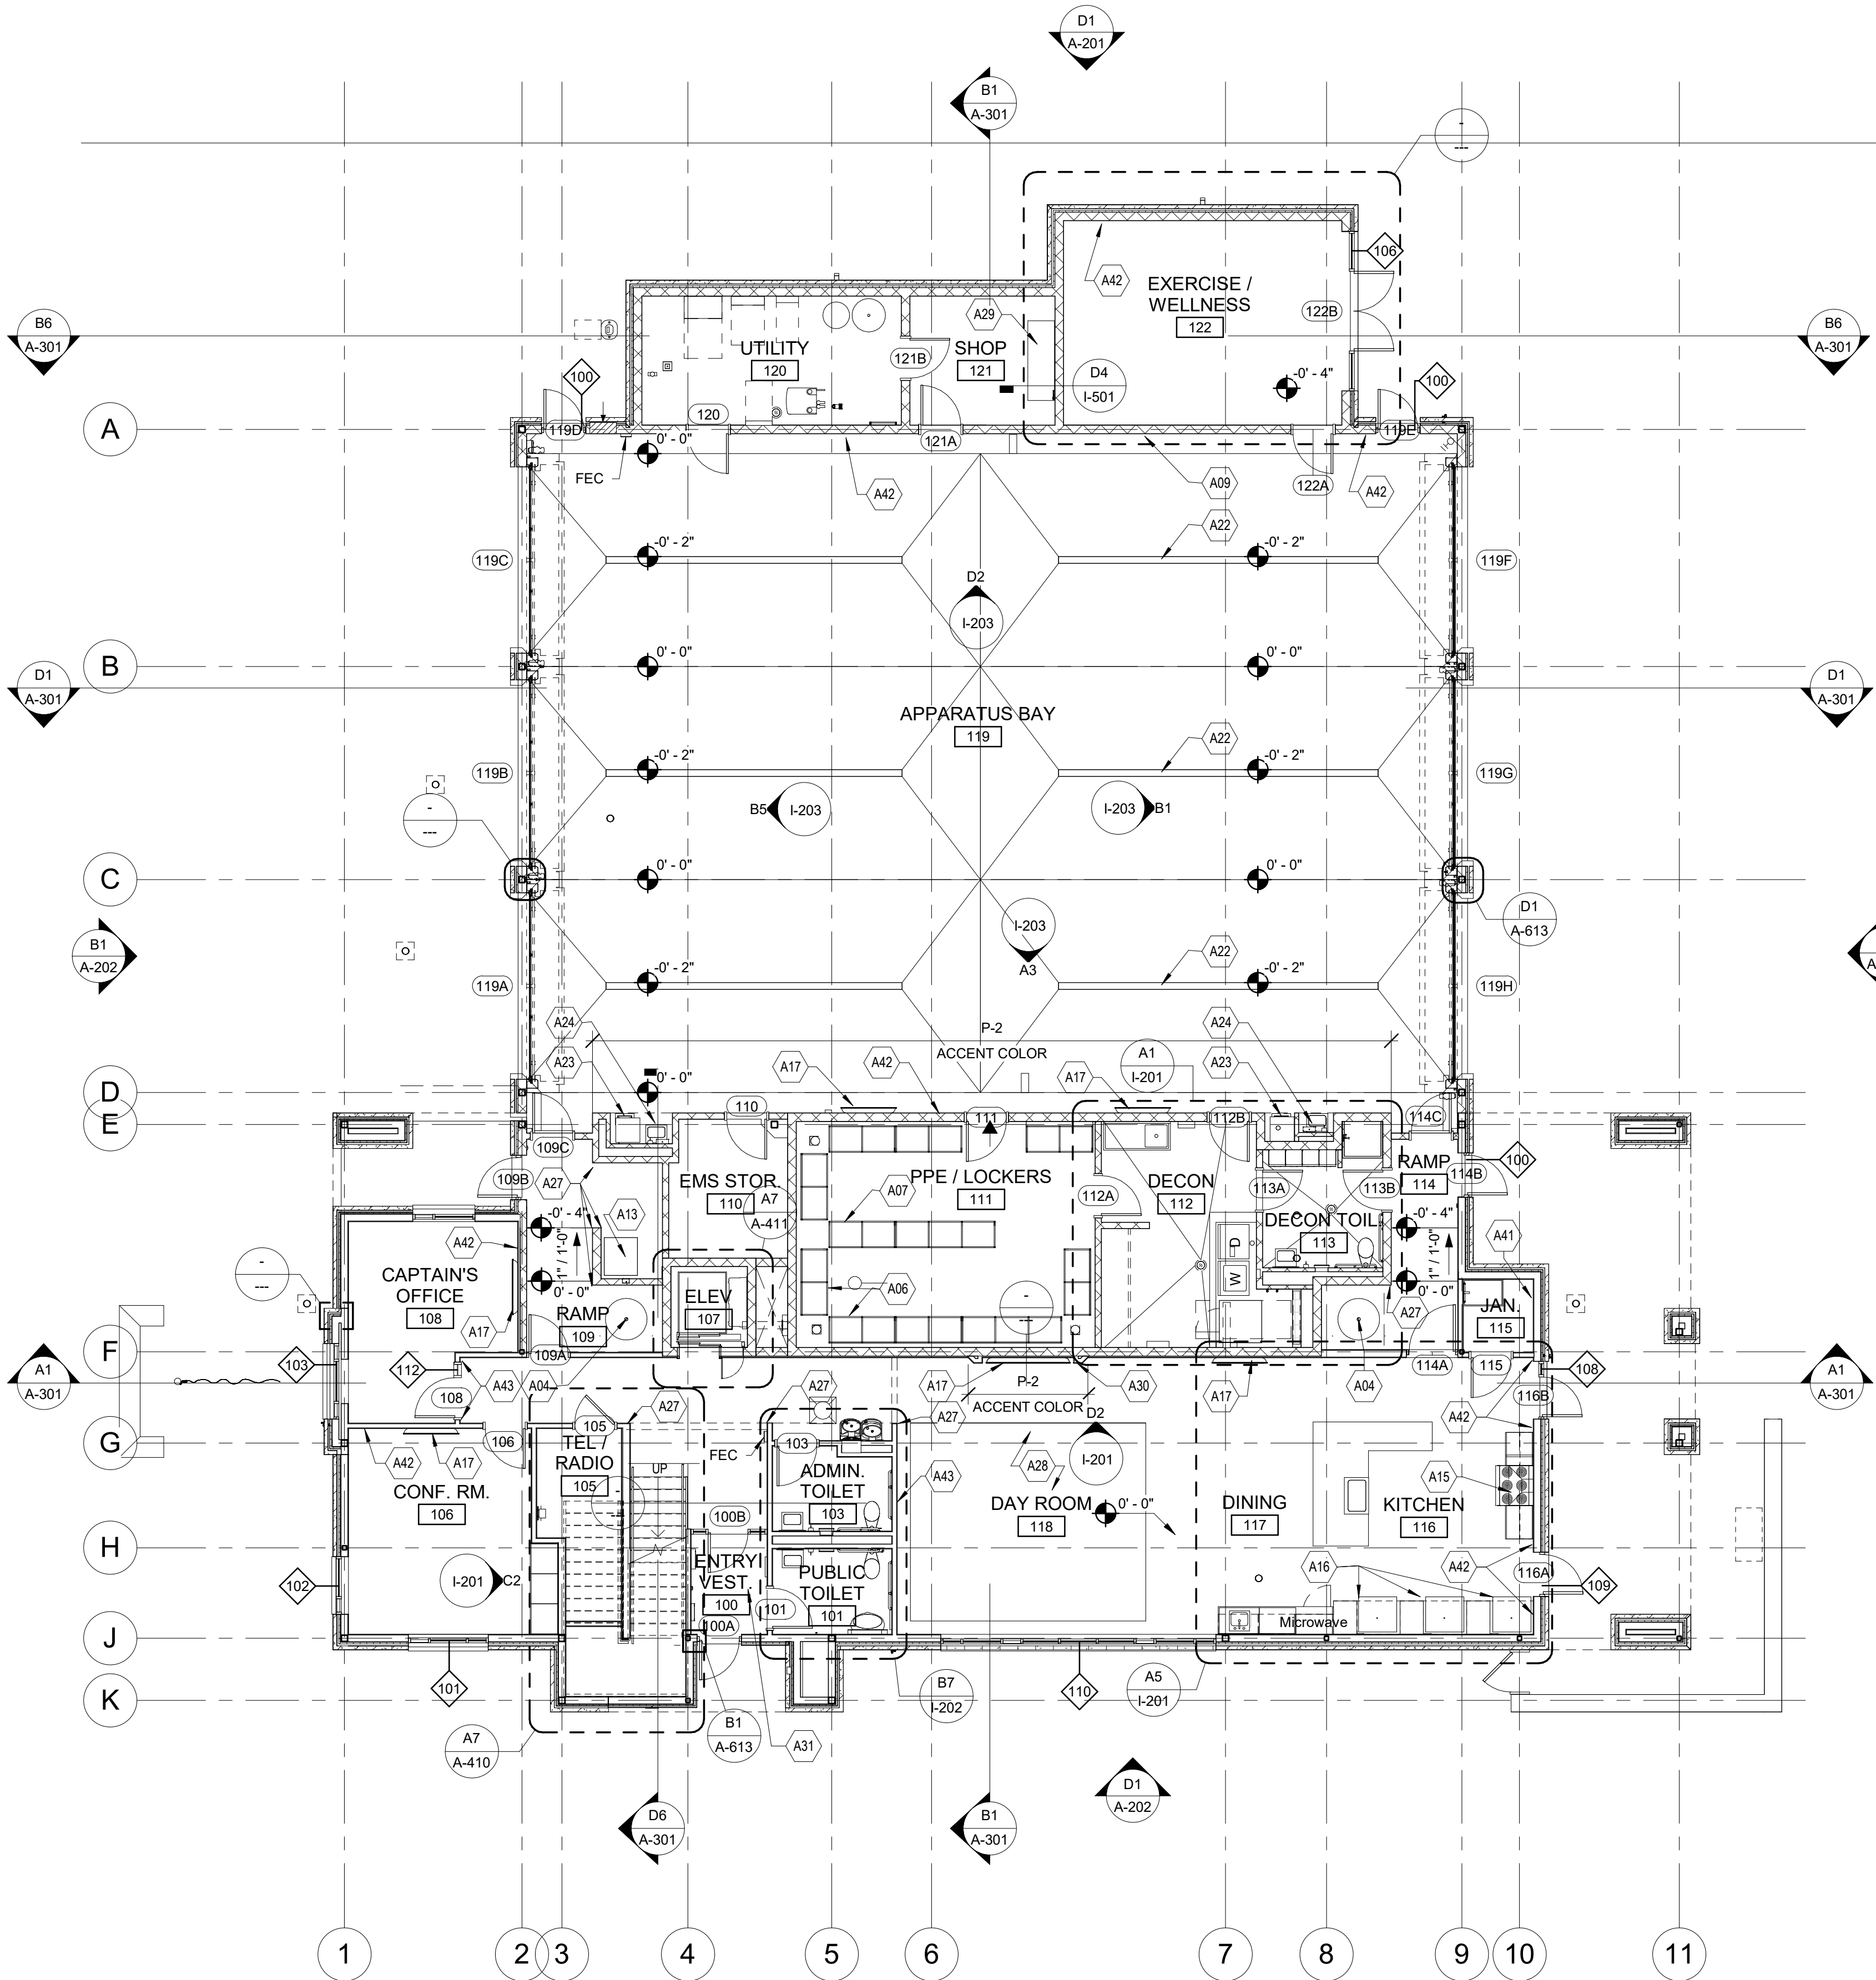 D1
A-201
B1
A-301
-
---
106
A42
EXERCISE /
WELLNESS
122
122B
B6
A-301
A29
B6
A-301
UTILITY
120
121B
SHOP
121
D4
I-501
-0' - 4"
100
100
A
119D
120
121A
119E
0' - 0"
FEC
A42
A09
122A
A42
A22
119C
-0' - 2"
-0' - 2"
119F
D2
I-203
B
0' - 0"
0' - 0"
D1
A-301
D1
A-301
APPARATUS BAY
119
A22
119B
-0' - 2"
-0' - 2"
119G
-
---
B5
I-203
I-203
B1
C
0' - 0"
0' - 0"
D1
A-613
B1
A-202
I-203
A3
A22
A
119A
-0' - 2"
-0' - 2"
119H
A24
P-2
A24
ACCENT COLOR
A23
A17
A42
A17
A1
I-201
A23
D
0' - 0"
E
110
111
112B
114C
109C
109B
A27
EMS STOR.
110
A7
A-411
PPE / LOCKERS
111
A07
DECON
112
112A
113A
113B
RAMP
114
114B
100
A13
DECON TOIL.
113
-0' - 4"
-0' - 4"
A42
A41
1" / 1'-0"
1" / 1'-0"
D
W
CAPTAIN'S
OFFICE
108
0' - 0"
0' - 0"
-
---
ELEV
107
A06
-
---
RAMP
109
A27
JAN.
115
A17
F
103
112
109A
114A
115
108
A1
A-301
A1
A-301
108
A43
A04
A27
A17
P-2
A30
A17
A04
116B
ACCENT COLOR
A27
A27
D2
I-201
A42
G
106
105
103
A42
A17
TEL /
RADIO
105
FEC
UP
A28
A43
A15
CONF. RM.
106
ADMIN.
TOILET
103
DAY ROOM
118
0' - 0"
DINING
117
KITCHEN
116
100B
H
ENTRY
VEST.
100
PUBLIC
TOILET
101
A16
A42
116A
109
102
I-201
C2
101
100A
Microwave
J
101
B7
I-202
110
A5
I-201
K
A7
A-410
B1
A-613
A31
D1
A-202
D6
A-301
B1
A-301
1
2
3
4
5
6
7
8
9
10
11